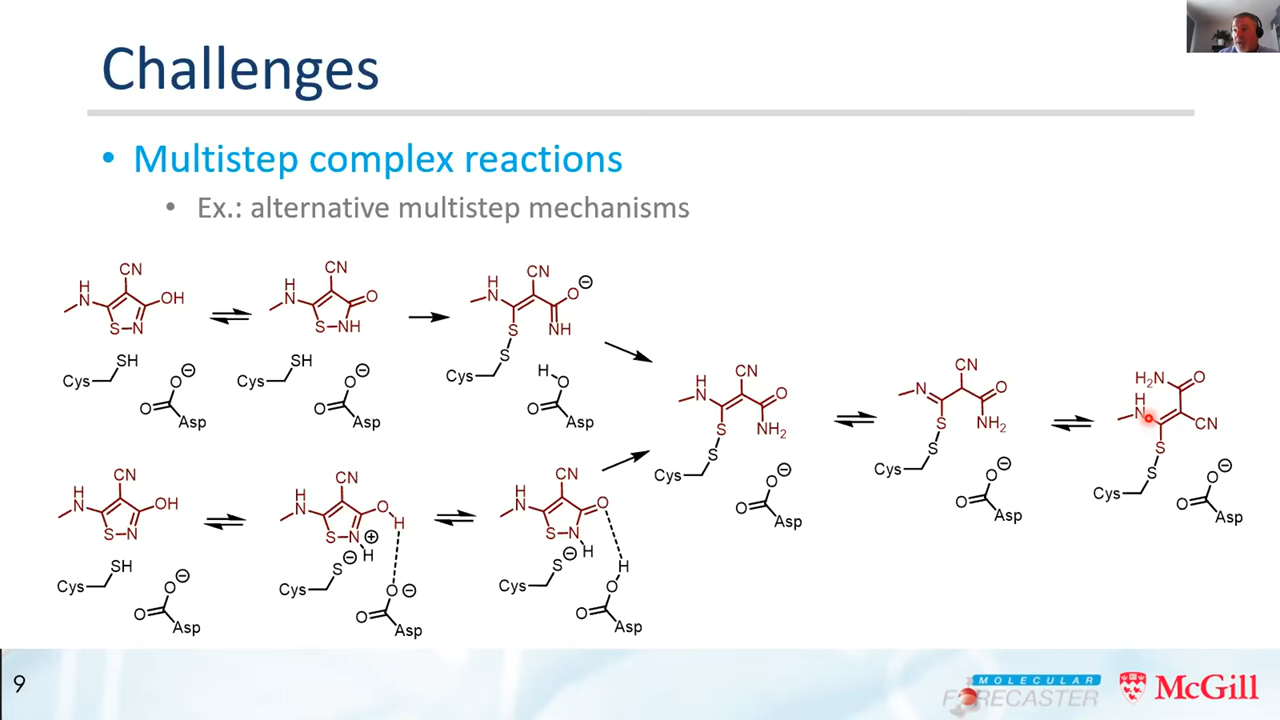 Challenges
• Multistep complex reactions
• Ex.: alternative multistep mechanisms
CN
H
N
OH
S
N
SH
Cys
O
⊖
O
Asp
CN
H
N
O
S
NH
SH
Cys
O
⊖
O
Asp
CN
H
N
O
⊖
NH
S
S
Cys
H
O
O
Asp
CN
H
N
O
S
NH2
S
Cys
O
⊖
O
Asp
CN
N
O
S
NH2
S
Cys
O
⊖
O
Asp
H2N
O
H
N
CN
S
S
Cys
O
⊖
O
Asp
CN
H
N
OH
S
N
SH
Cys
O
⊖
O
Asp
CN
H
N
O
H
S
N
⊕
H
⊖
S
Cys
O
⊖
O
Asp
CN
H
N
O
S
N
H
⊖
S
Cys
H
O
O
Asp
9
MOLECULAR
FORECASTER
McGill